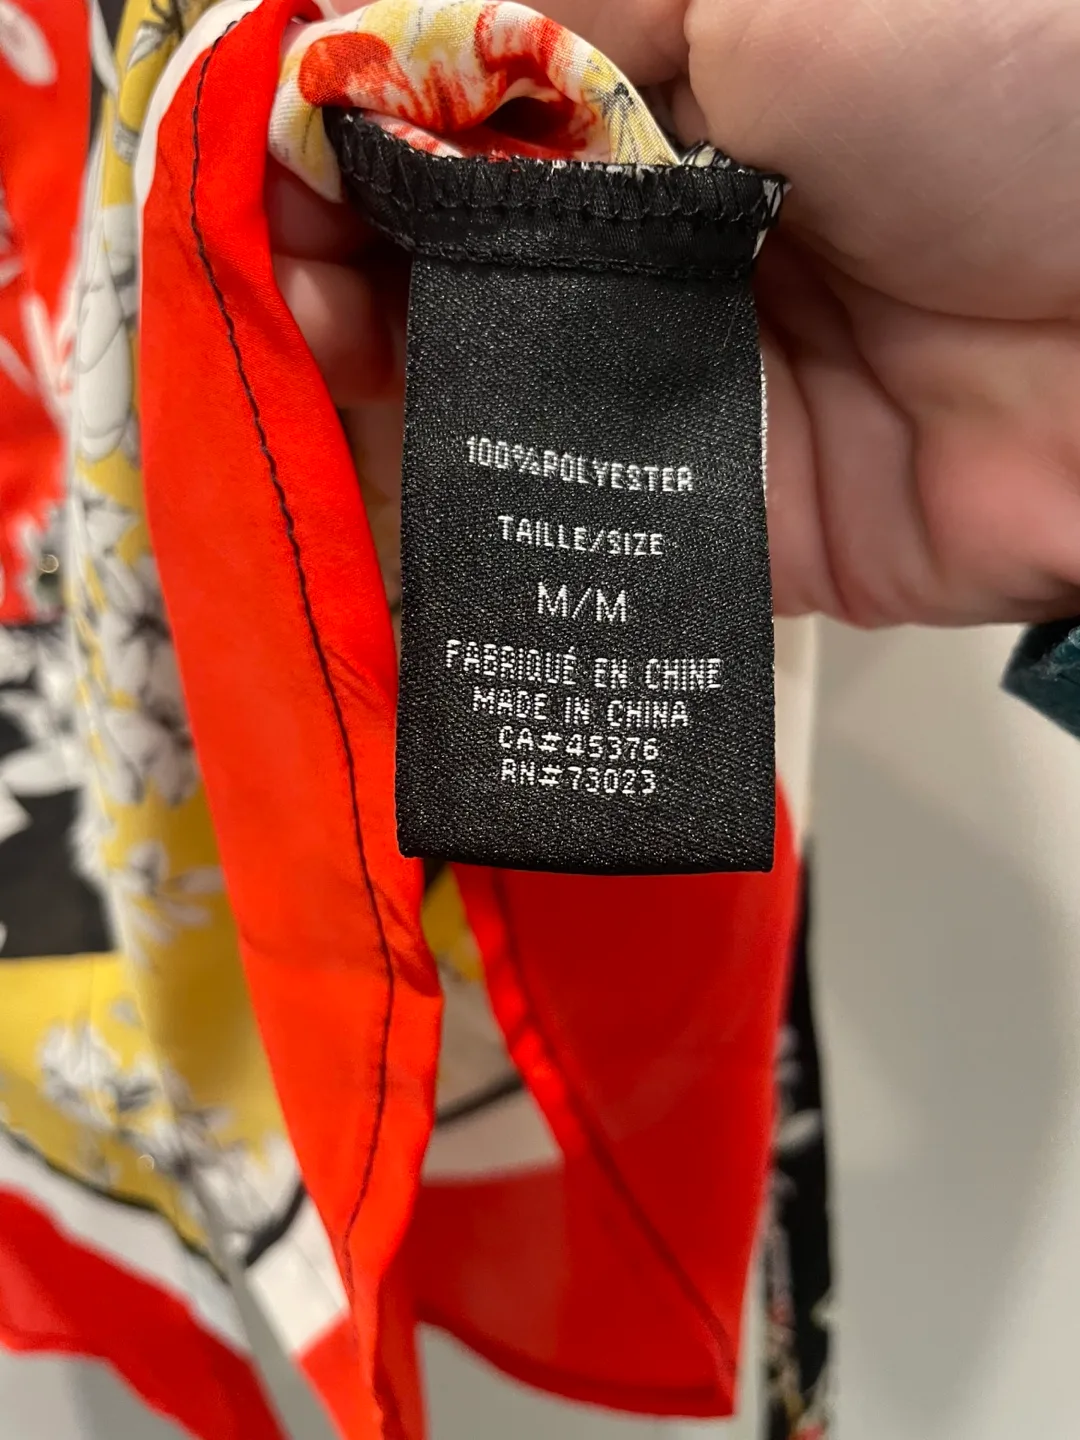 100%POLYESTER
TAILLE/SIZE
M/M
FABRIQUÉ EN CHINE
MADE IN CHINA
CA#45376
RN#73023